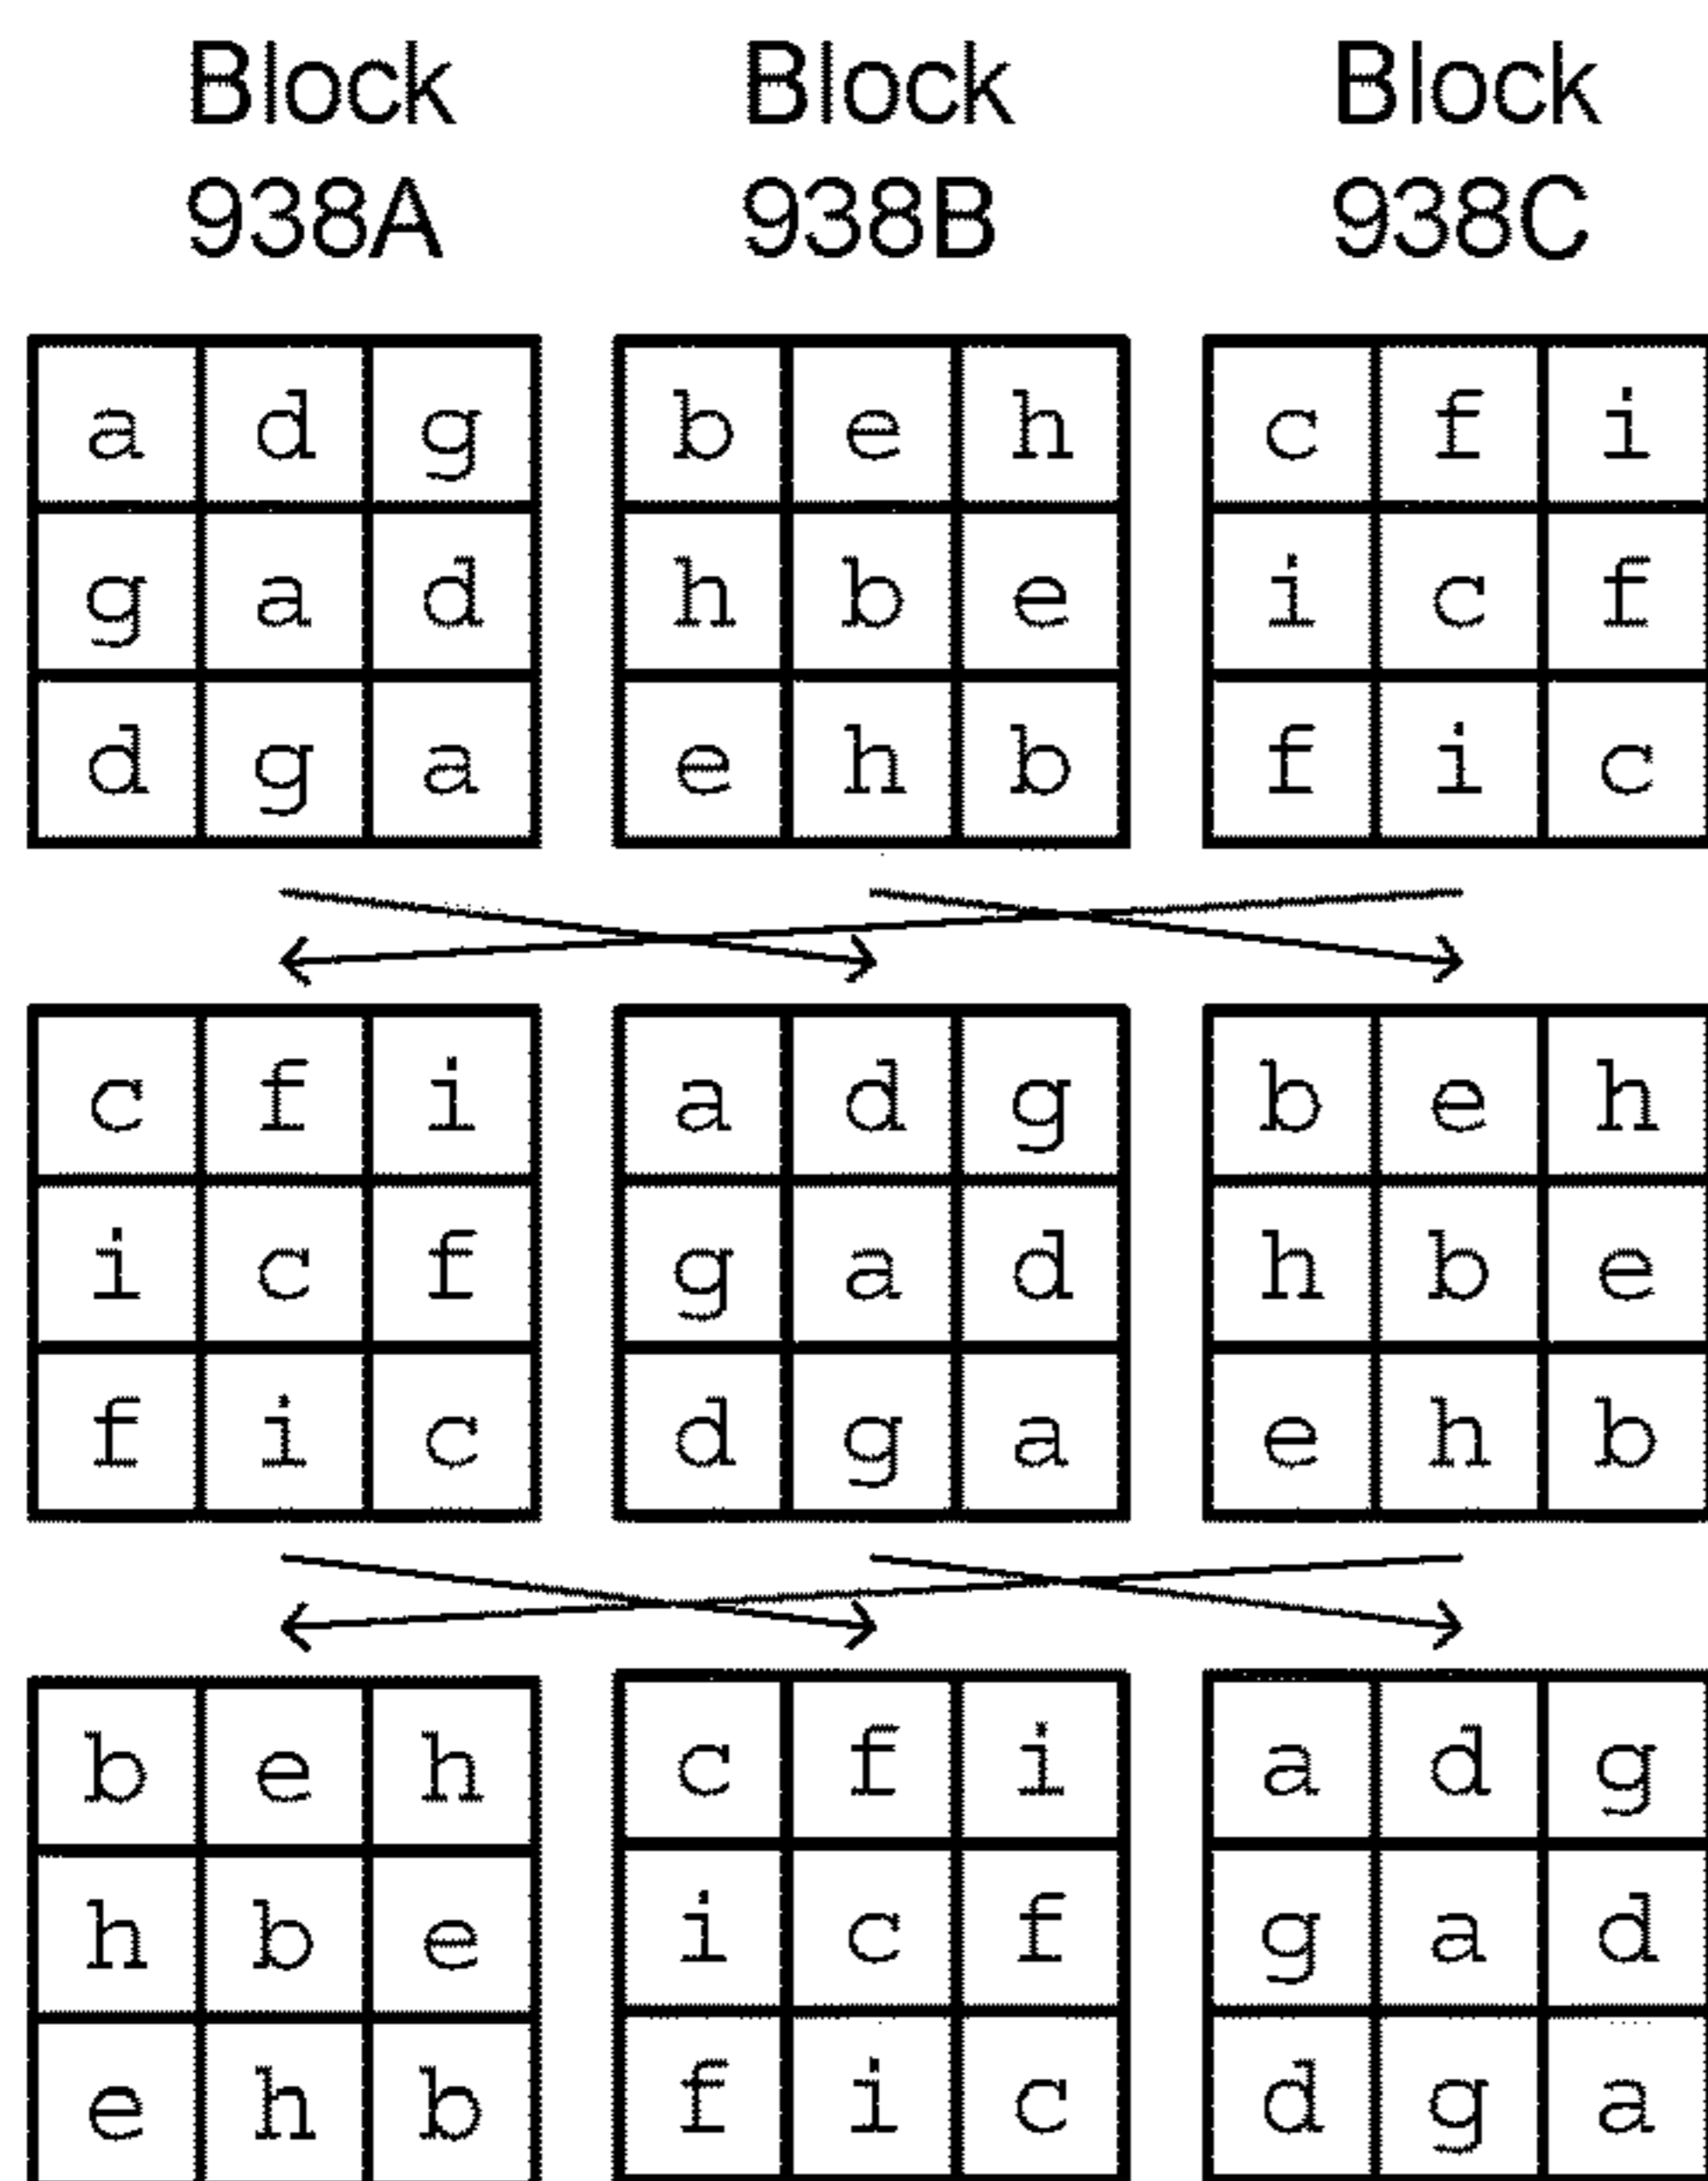 Block Block Block
938A 938B 938C
a d g b e h c f i
g a d h b e i c f
d g a e h b f i c
c f i a d g b e h
i c f g a d h b e
f i c d g a e h b
b e h c f i a d g
h b e i c f g a d
e h b f i c d g a